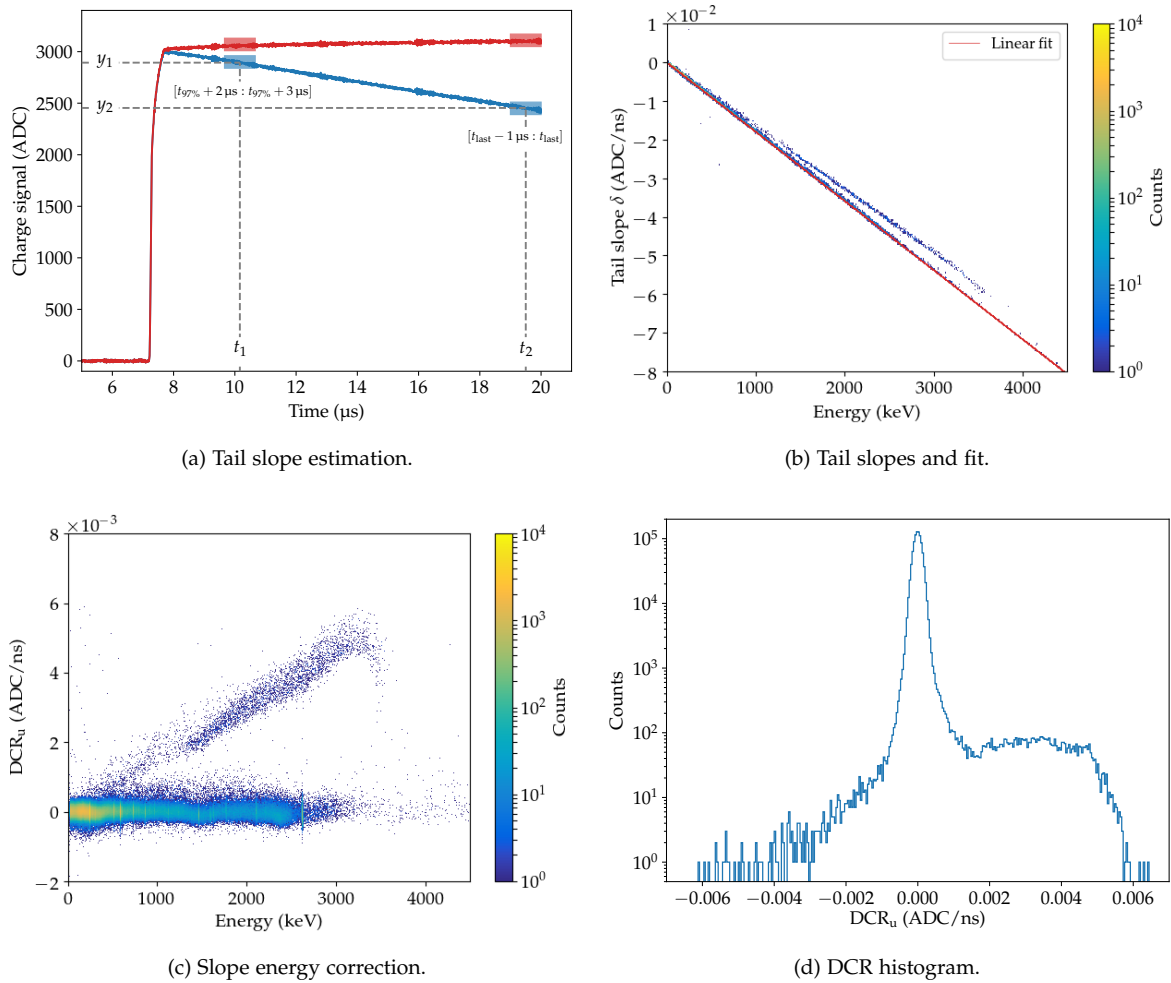 3000
2500
2000
1500
1000
500
0
Charge signal (ADC)
y₁
y₂
[t₉₇% + 2 µs : t₉₇% + 3 µs]
[t_last − 1 µs : t_last]
t₁
t₂
6 8 10 12 14 16 18 20
Time (µs)
(a) Tail slope estimation.
×10⁻²
1
0
−1
−2
−3
−4
−5
−6
−7
−8
Tail slope δ (ADC/ns)
Linear fit
0 1000 2000 3000 4000
Energy (keV)
10⁴
10³
10²
10¹
10⁰
Counts
(b) Tail slopes and fit.
×10⁻³
8
6
4
2
0
−2
DCRᵤ (ADC/ns)
0 1000 2000 3000 4000
Energy (keV)
10⁴
10³
10²
10¹
10⁰
Counts
(c) Slope energy correction.
10⁵
10⁴
10³
10²
10¹
10⁰
Counts
−0.006 −0.004 −0.002 0.000 0.002 0.004 0.006
DCRᵤ (ADC/ns)
(d) DCR histogram.